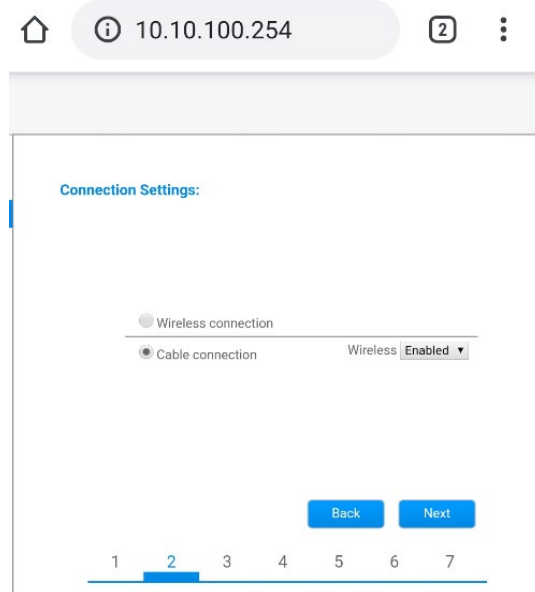 10.10.100.254
2
Connection Settings:
Wireless connection
Cable connection Wireless Enabled
Back Next
1 2 3 4 5 6 7